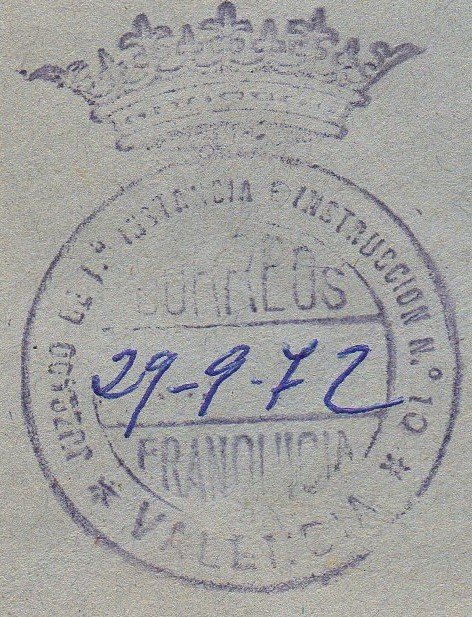 JUZGADO DE 1.ª INSTANCIA E INSTRUCCION N.º 10
CORREOS
29-9-72
FRANQUICIA
* VALENCIA *